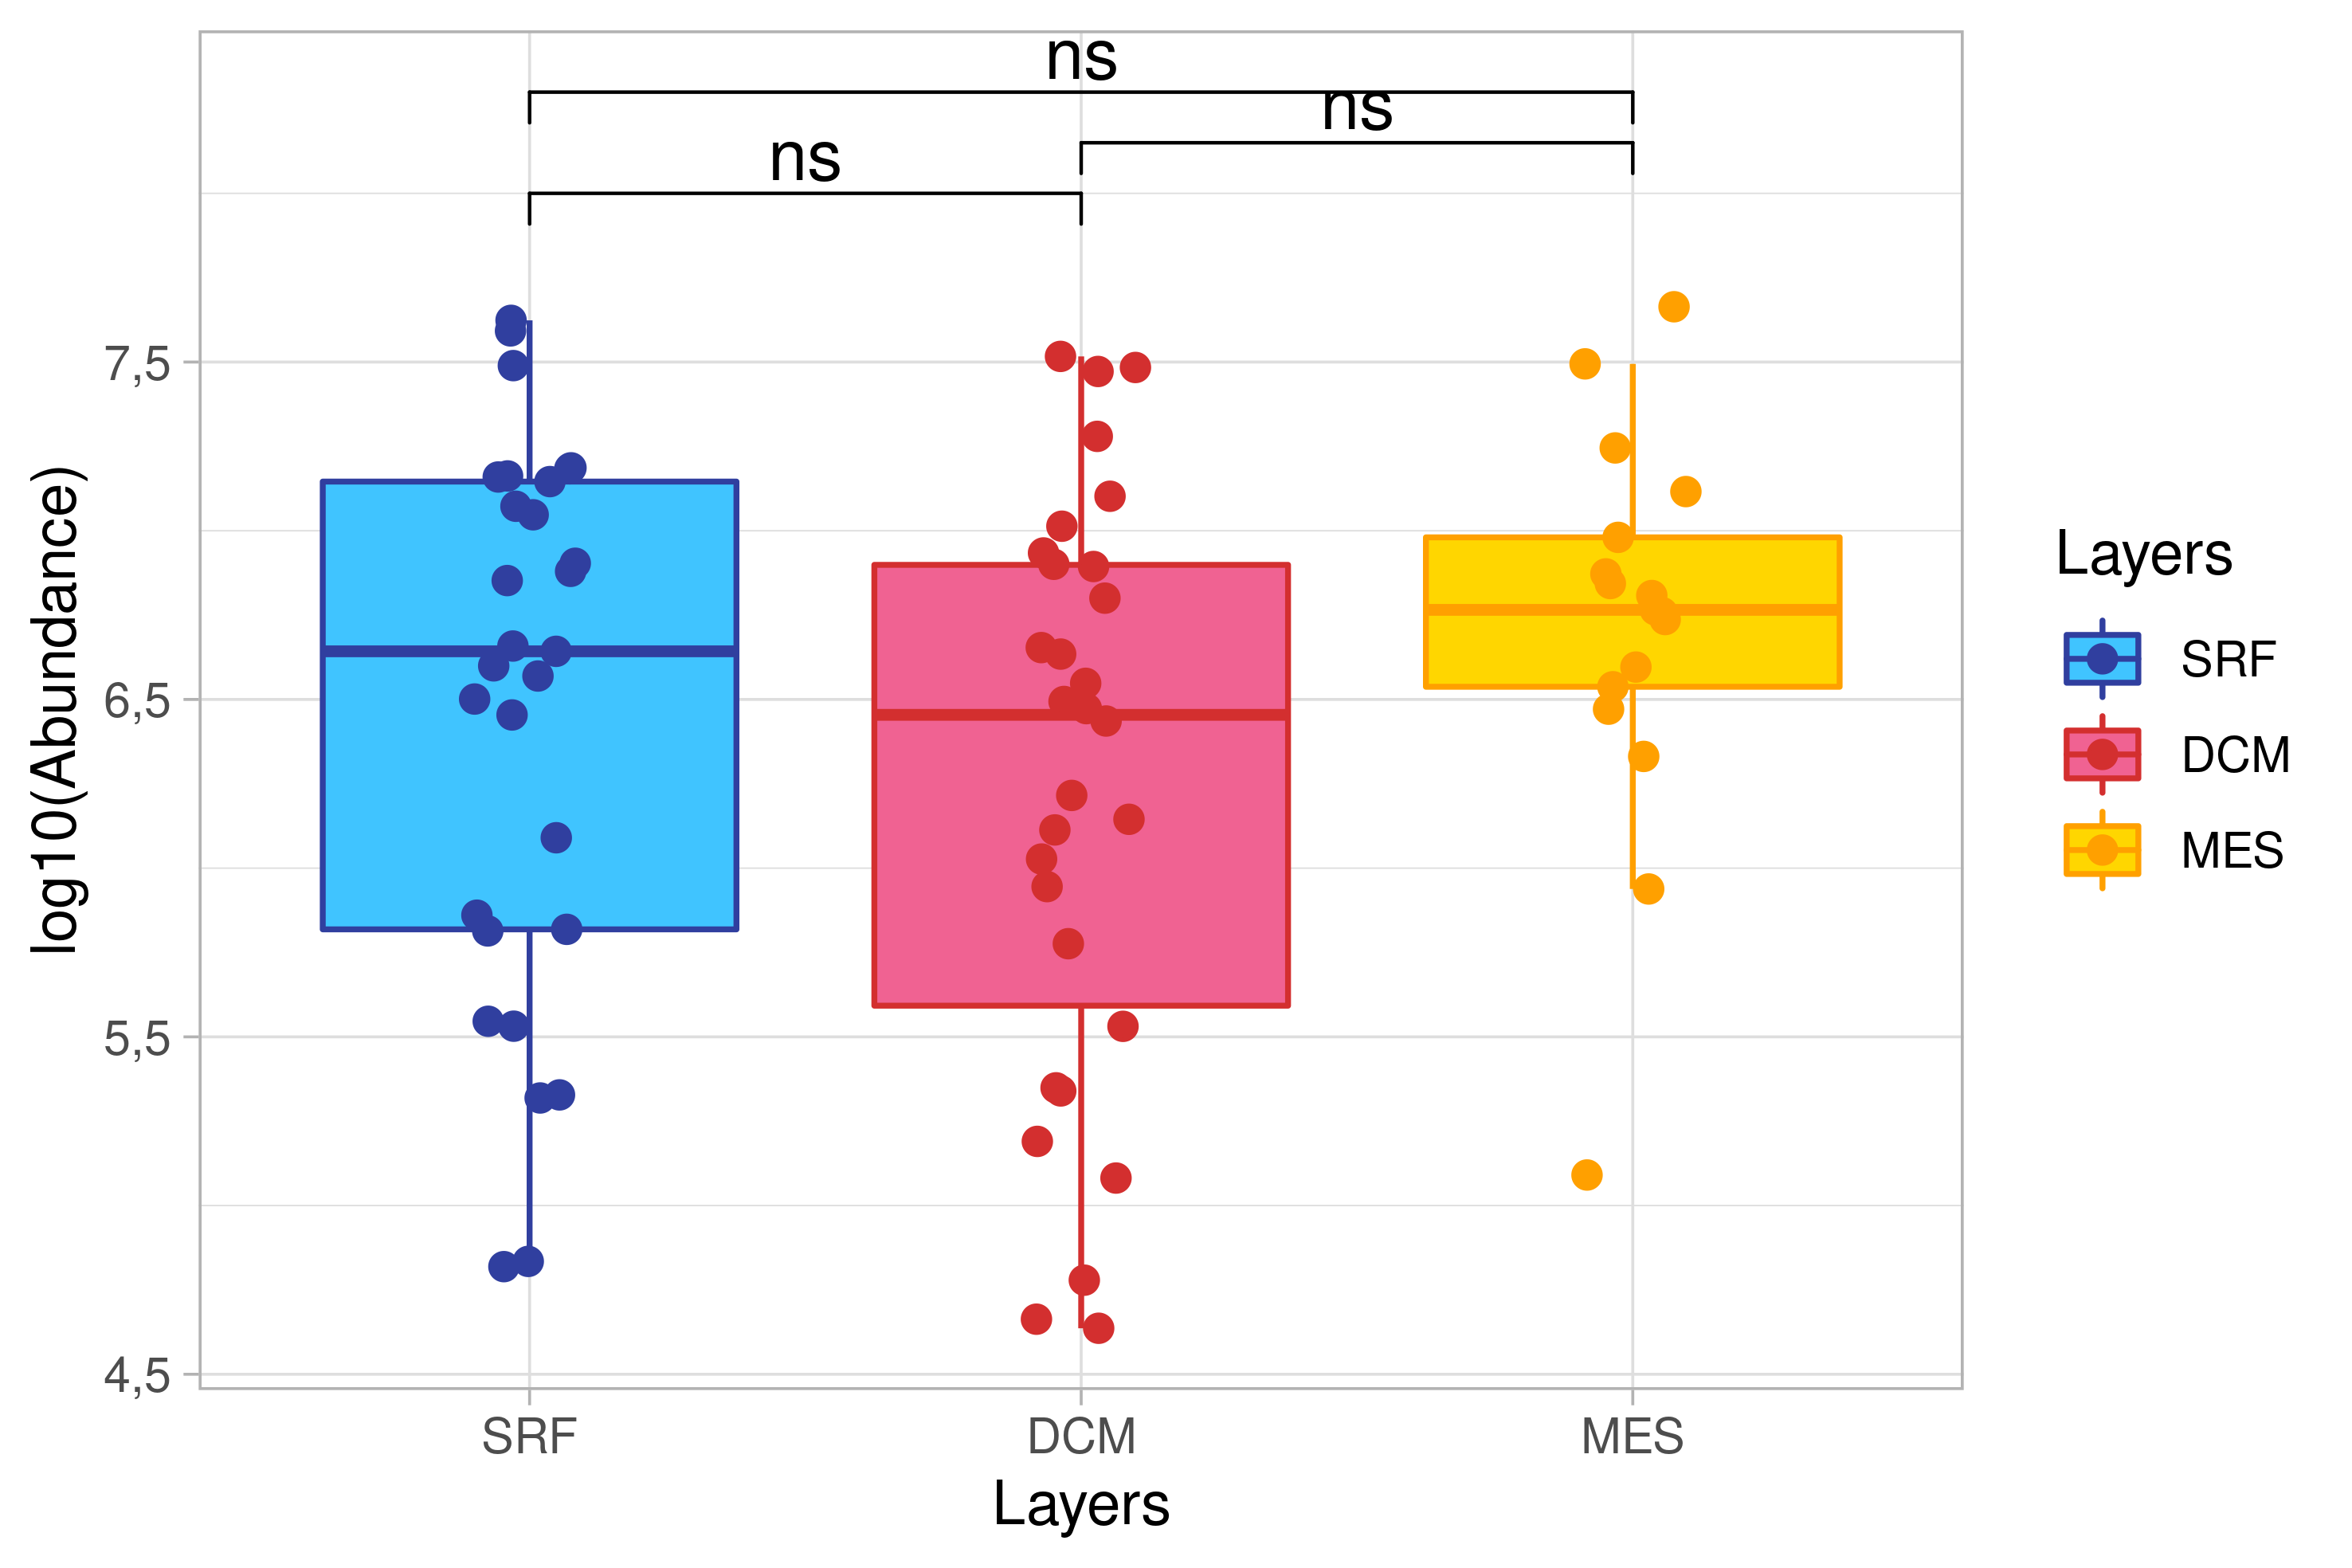 ns
ns
ns
7,5
6,5
5,5
4,5
log10(Abundance)
SRF
DCM
MES
Layers
Layers
SRF
DCM
MES